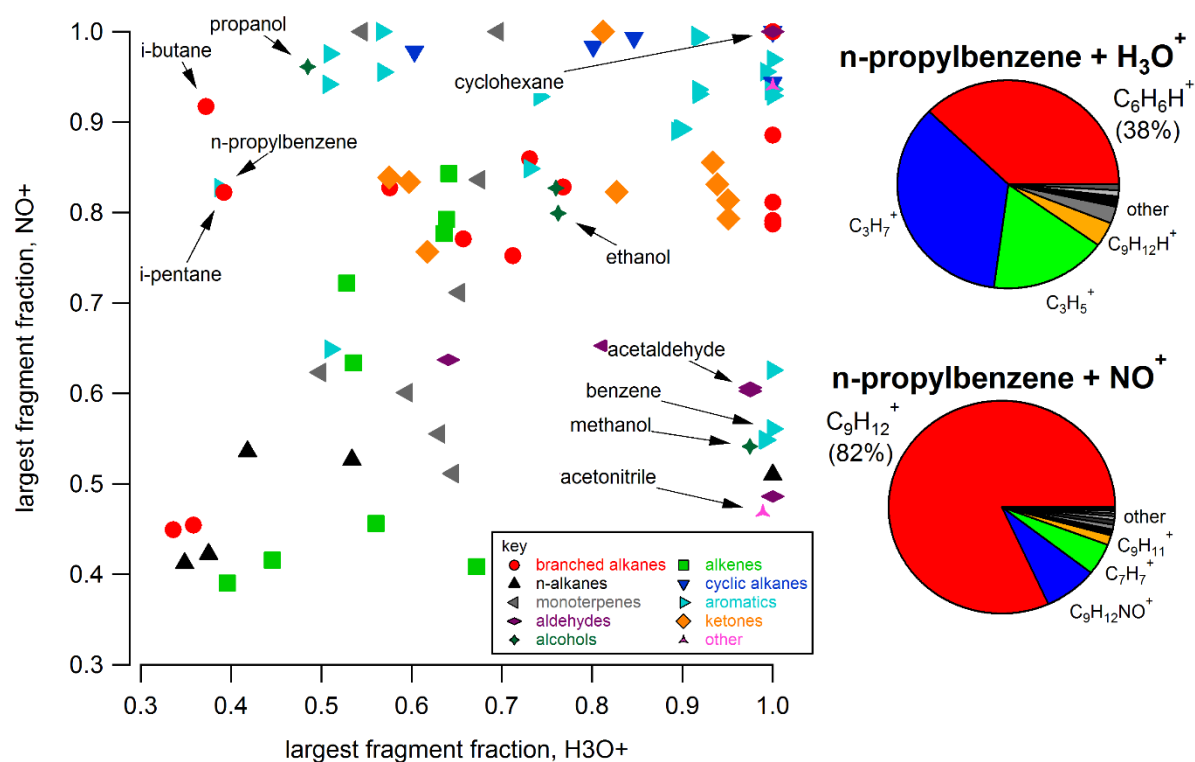 largest fragment fraction, NO+
1.0
0.9
0.8
0.7
0.6
0.5
0.4
0.3
0.3
0.4
0.5
0.6
0.7
0.8
0.9
1.0
largest fragment fraction, H3O+
propanol
i-butane
cyclohexane
n-propylbenzene
i-pentane
ethanol
acetaldehyde
benzene
methanol
acetonitrile
key
branched alkanes
alkenes
n-alkanes
cyclic alkanes
monoterpenes
aromatics
aldehydes
ketones
alcohols
other
n-propylbenzene + H₃O⁺
C₆H₆H⁺
(38%)
C₃H₇⁺
other
C₉H₁₂H⁺
C₃H₅⁺
n-propylbenzene + NO⁺
C₉H₁₂⁺
(82%)
other
C₉H₁₁⁺
C₇H₇⁺
C₉H₁₂NO⁺